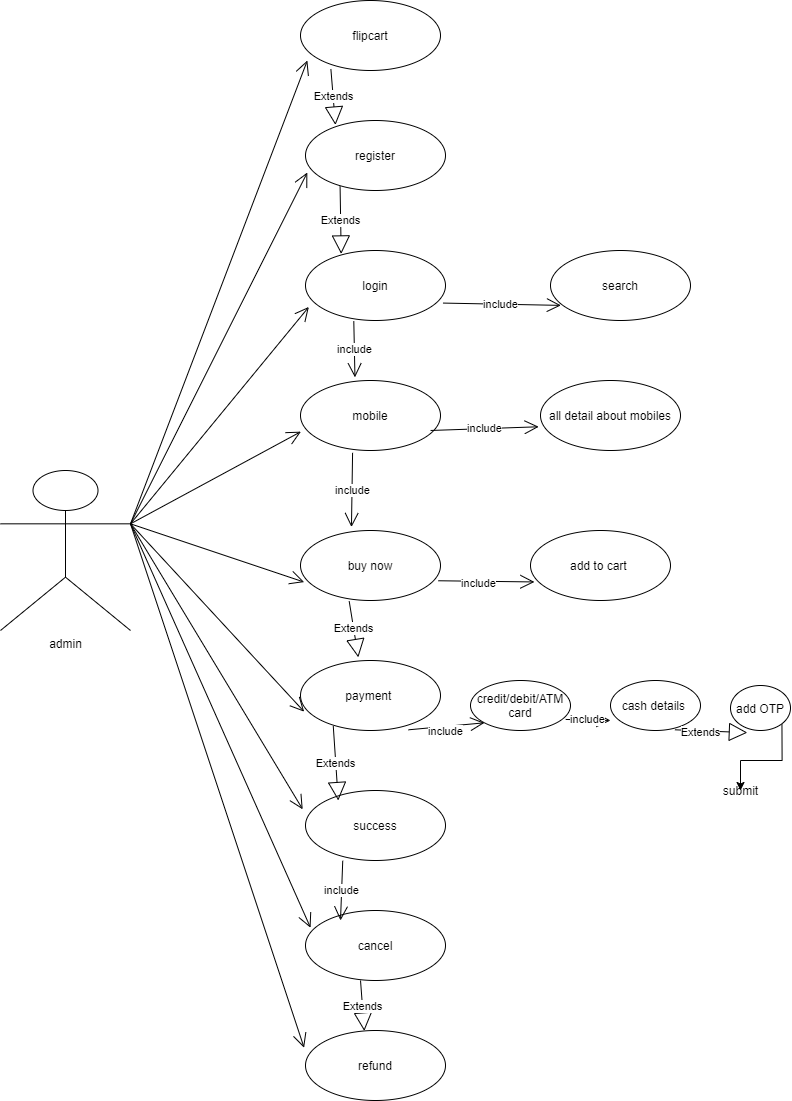 flipcart
Extends
register
Extends
login
include
search
include
mobile
include
all detail about mobiles
include
buy now
include
add to cart
admin
Extends
payment
include
credit/debit/ATM
card
include
cash details
Extends
add OTP
submit
Extends
success
include
cancel
Extends
refund